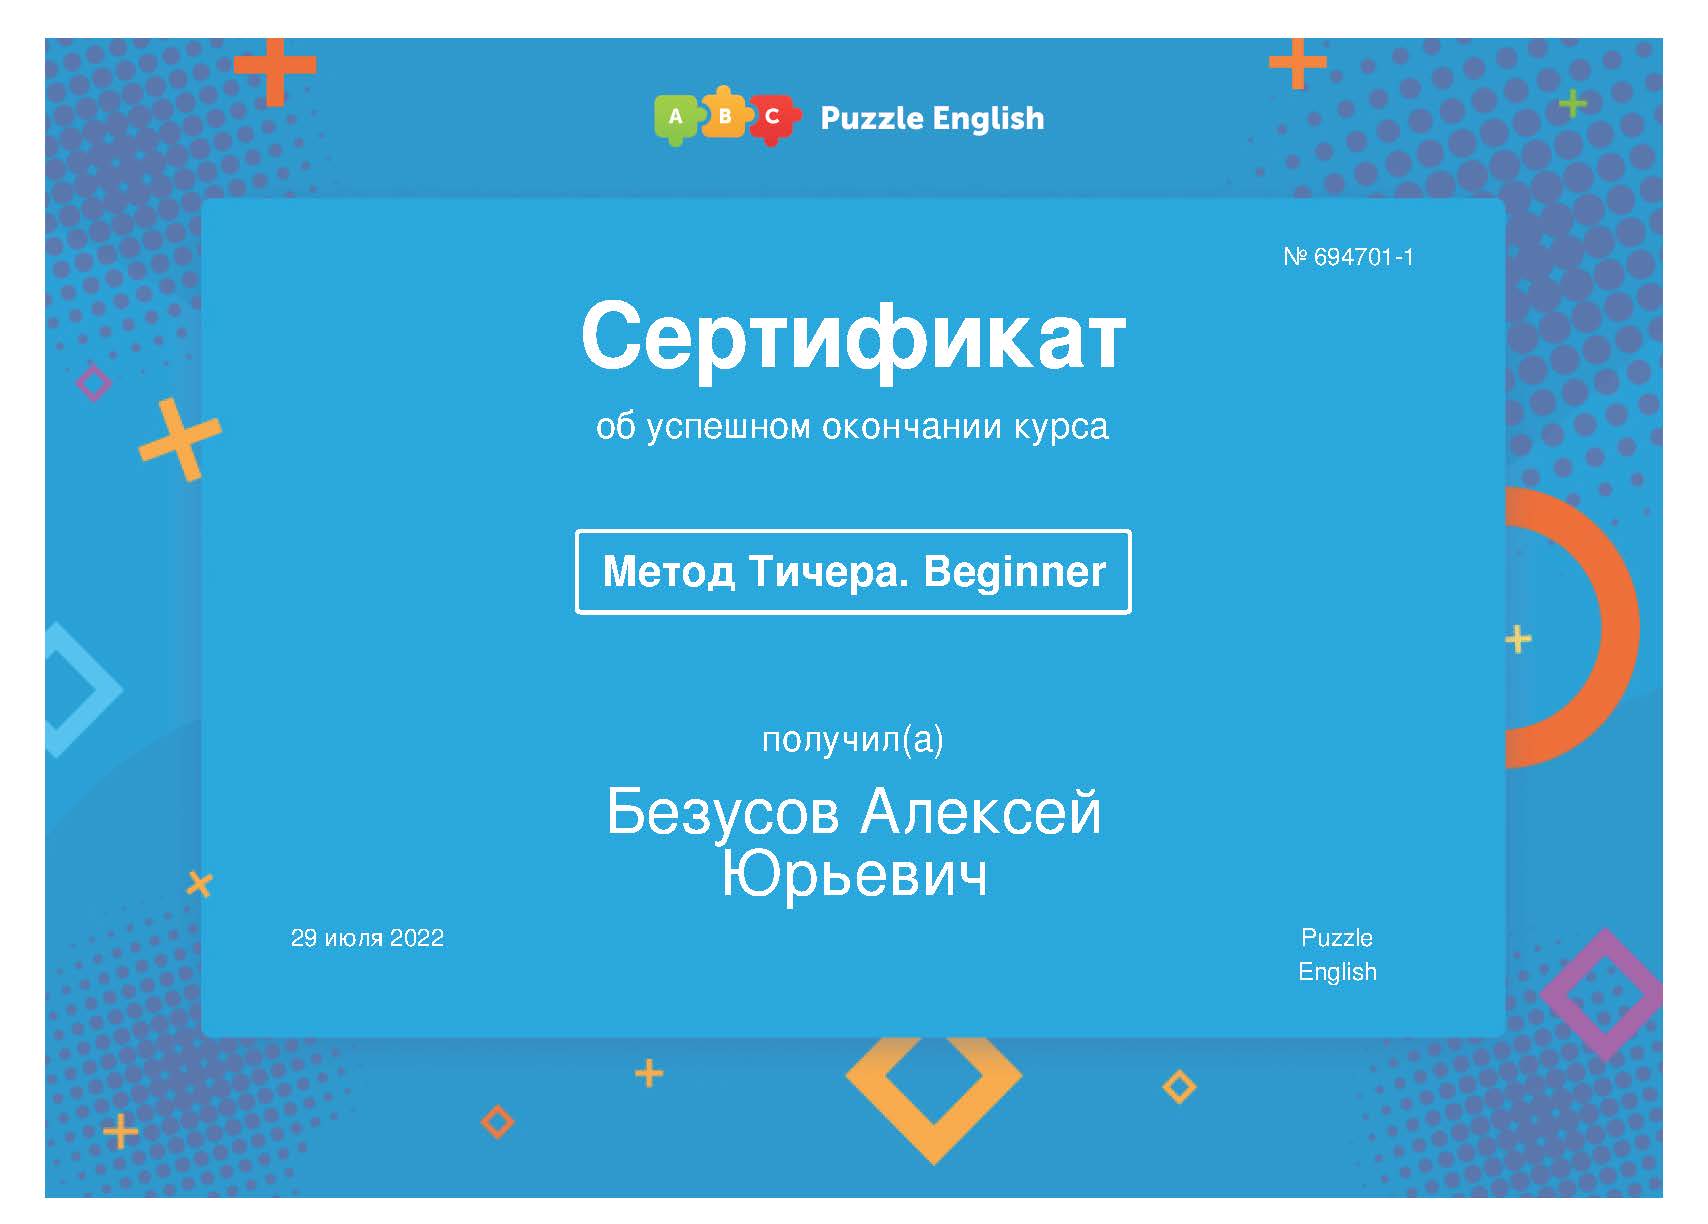 A B C Puzzle English
№ 694701-1
Сертификат
об успешном окончании курса
Метод Тичера. Beginner
получил(а)
Безусов Алексей
Юрьевич
29 июля 2022
Puzzle
English